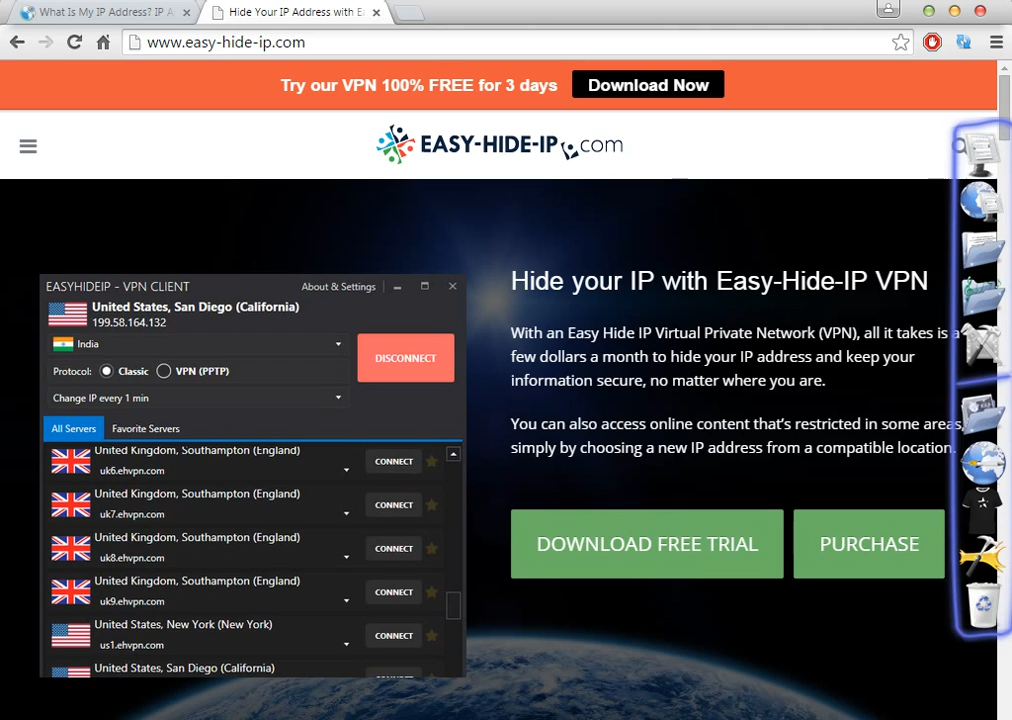 What Is My IP Address? IP A
Hide Your IP Address with E
www.easy-hide-ip.com
Try our VPN 100% FREE for 3 days
Download Now
EASY-HIDE-IP.com
EASYHIDEIP - VPN CLIENT
About & Settings
United States, San Diego (California)
199.58.164.132
India
DISCONNECT
Protocol: Classic VPN (PPTP)
Change IP every 1 min
All Servers Favorite Servers
United Kingdom, Southampton (England)
uk6.ehvpn.com
CONNECT
United Kingdom, Southampton (England)
uk7.ehvpn.com
CONNECT
United Kingdom, Southampton (England)
uk8.ehvpn.com
CONNECT
United Kingdom, Southampton (England)
uk9.ehvpn.com
CONNECT
United States, New York (New York)
us1.ehvpn.com
CONNECT
United States, San Diego (California)
Hide your IP with Easy-Hide-IP VPN
With an Easy Hide IP Virtual Private Network (VPN), all it takes is a
few dollars a month to hide your IP address and keep your
information secure, no matter where you are.
You can also access online content that's restricted in some areas,
simply by choosing a new IP address from a compatible location.
DOWNLOAD FREE TRIAL
PURCHASE